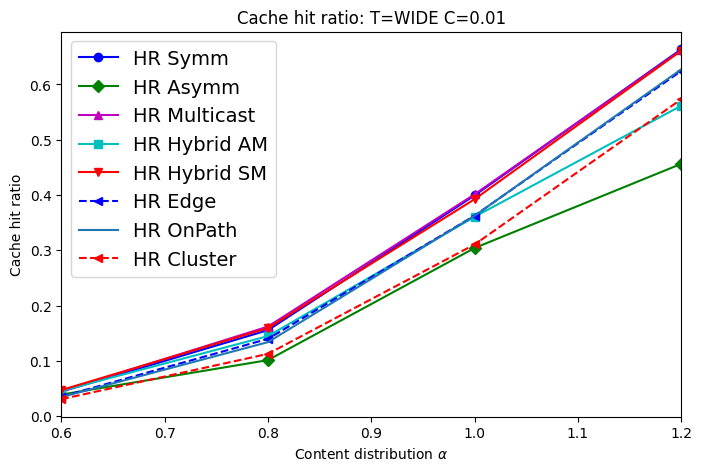 Cache hit ratio: T=WIDE C=0.01
HR Symm
HR Asymm
HR Multicast
HR Hybrid AM
HR Hybrid SM
HR Edge
HR OnPath
HR Cluster
Cache hit ratio
0.6
0.5
0.4
0.3
0.2
0.1
0.0
0.6 0.7 0.8 0.9 1.0 1.1 1.2
Content distribution α